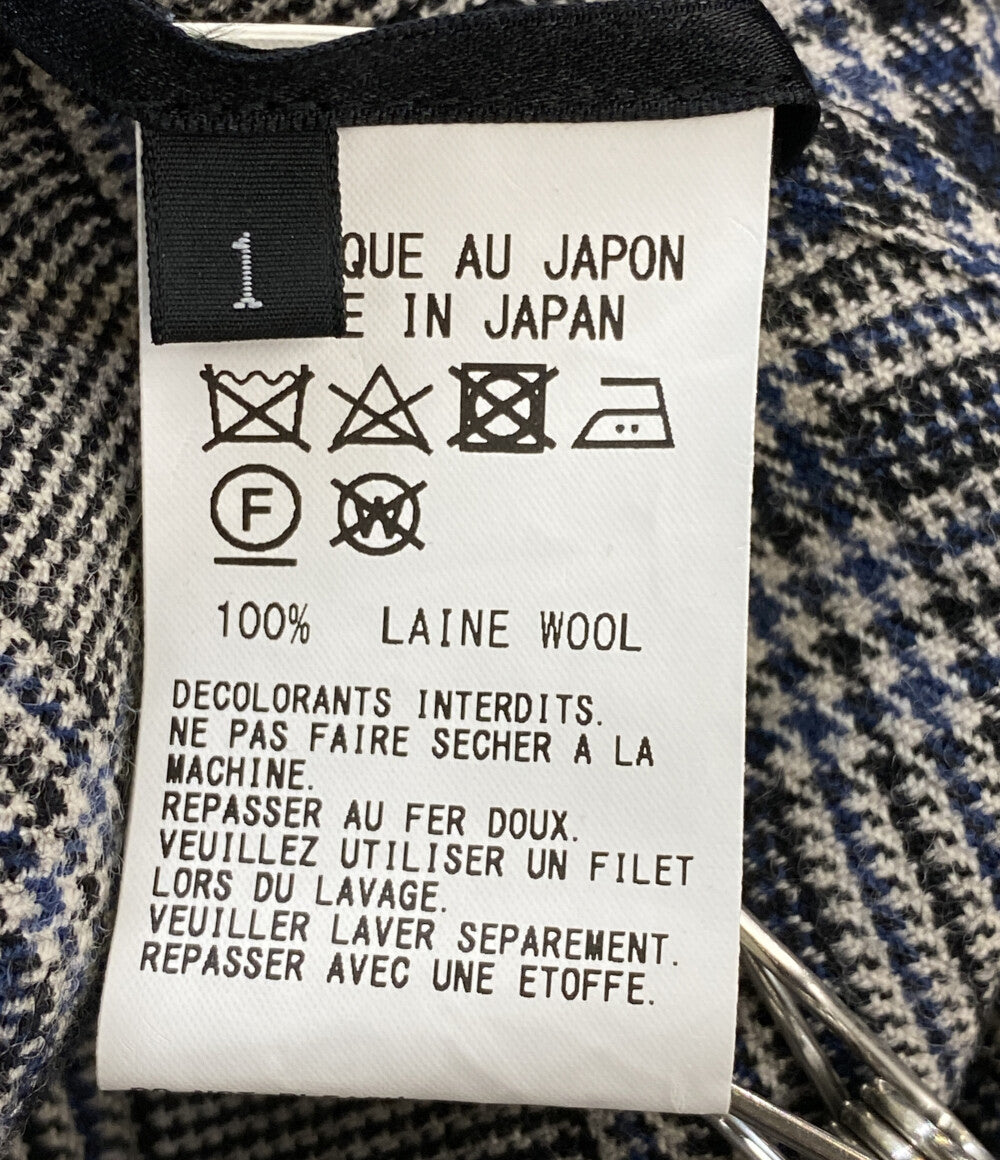 1
QUE AU JAPON
E IN JAPAN
F W
100% LAINE WOOL
DECOLORANTS INTERDITS.
NE PAS FAIRE SECHER A LA
MACHINE.
REPASSER AU FER DOUX.
VEUILLEZ UTILISER UN FILET
LORS DU LAVAGE.
VEUILLER LAVER SEPAREMENT.
REPASSER AVEC UNE ETOFFE.